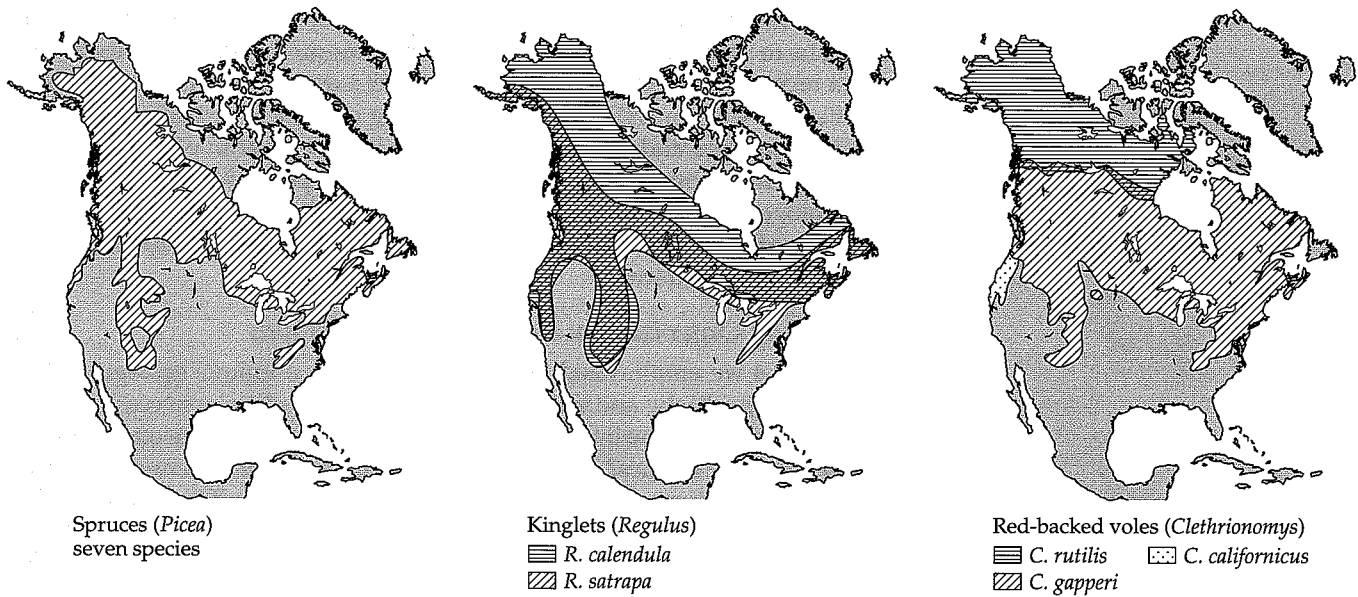 Spruces (Picea)
seven species
Kinglets (Regulus)
R. calendula
R. satrapa
Red-backed voles (Clethrionomys)
C. rutilis
C. californicus
C. gapperi